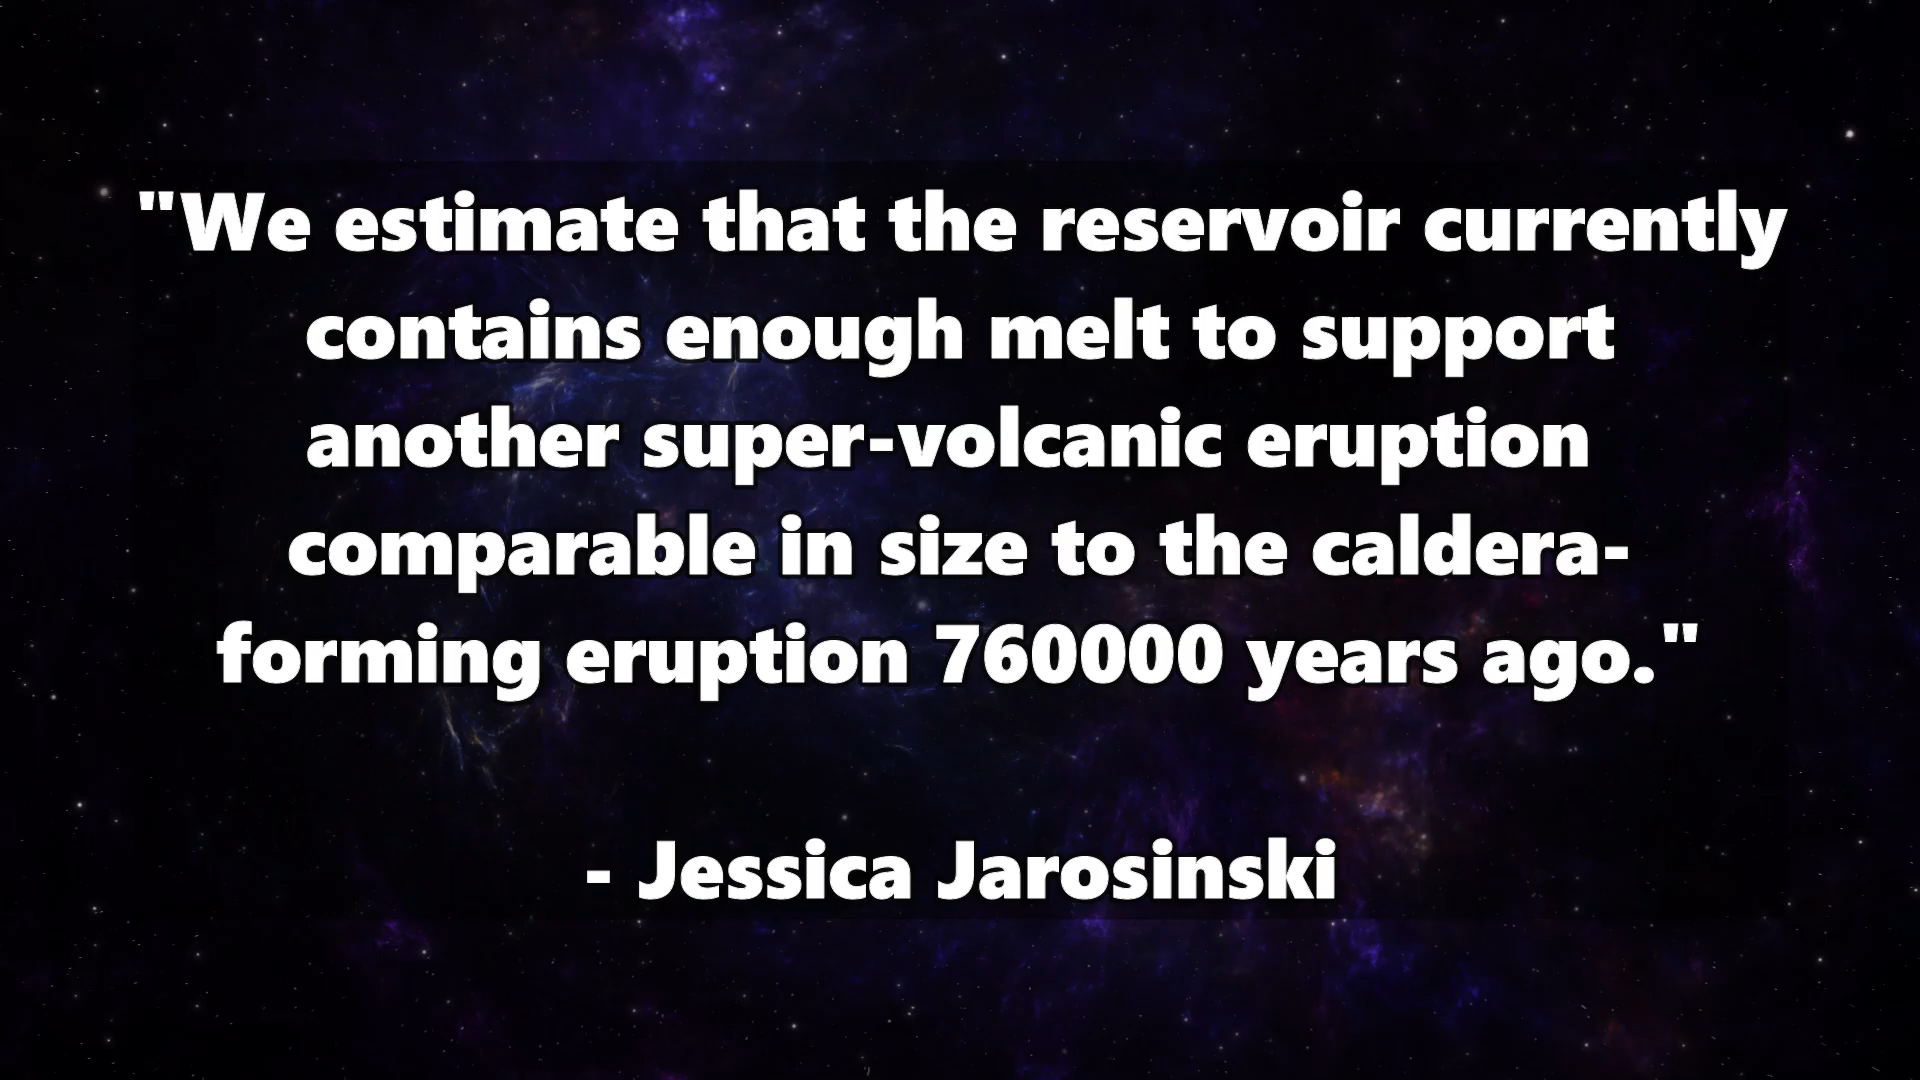 "We estimate that the reservoir currently
contains enough melt to support
another super-volcanic eruption
comparable in size to the caldera-
forming eruption 760000 years ago."
- Jessica Jarosinski